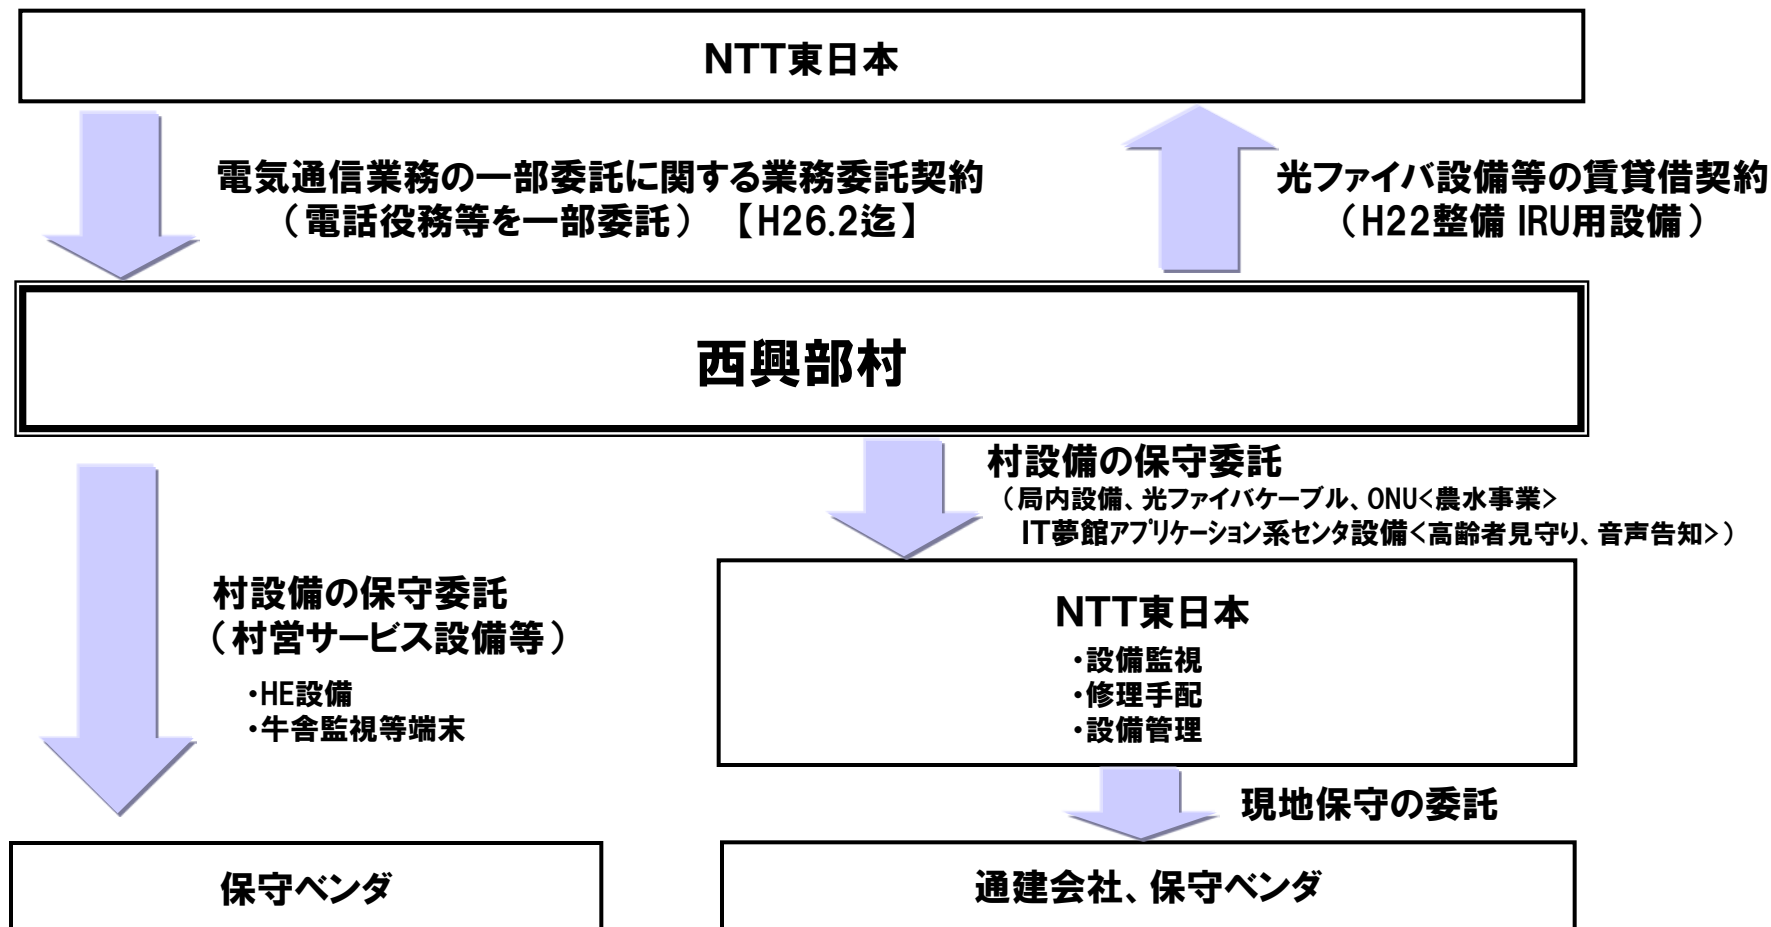 NTT東日本
電気通信業務の一部委託に関する業務委託契約
（電話役務等を一部委託） 【H26.2迄】
光ファイバ設備等の賃貸借契約
（H22整備 IRU用設備）
西興部村
村設備の保守委託
（局内設備、光ファイバケーブル、ONU<農水事業>
IT夢館アプリケーション系センタ設備<高齢者見守り、音声告知>）
村設備の保守委託
（村営サービス設備等）
・HE設備
・牛舎監視等端末
NTT東日本
・設備監視
・修理手配
・設備管理
現地保守の委託
保守ベンダ
通建会社、保守ベンダ